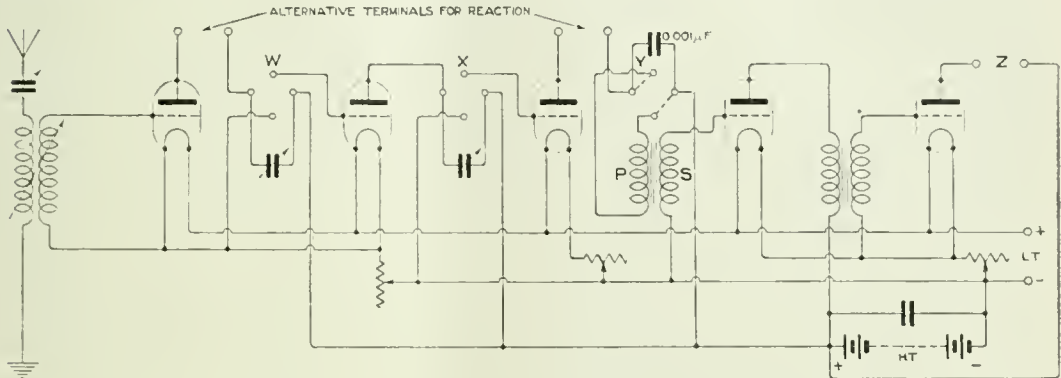 ALTERNATIVE TERMINALS FOR REACTION
W
X
Y
0.001μF
Z
P
S
+
LT
-
+
HT
-